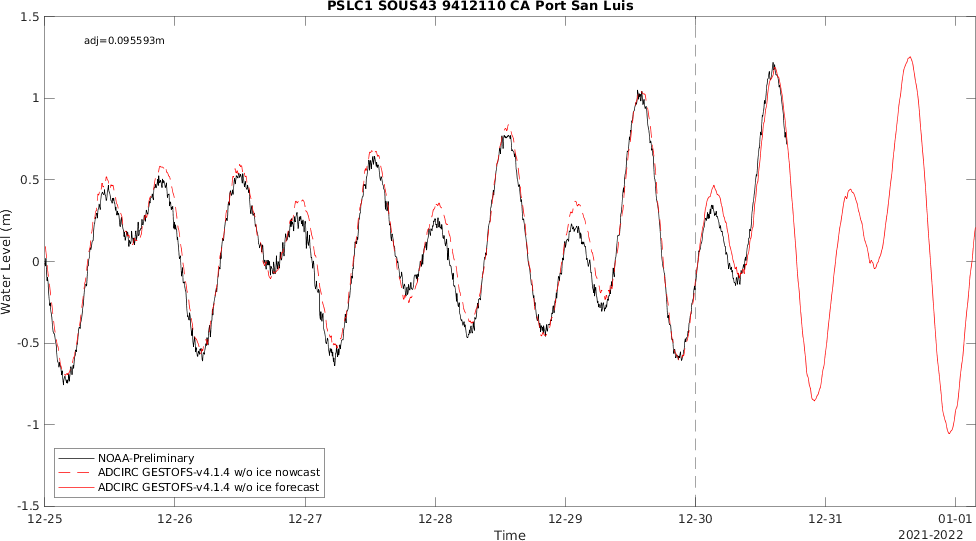 PSLC1 SOUS43 9412110 CA Port San Luis
1.5
adj=0.095593m
1
0.5
0
-0.5
-1
-1.5
Water Level (m)
NOAA-Preliminary
ADCIRC GESTOFS-v4.1.4 w/o ice nowcast
ADCIRC GESTOFS-v4.1.4 w/o ice forecast
12-25 12-26 12-27 12-28 12-29 12-30 12-31 01-01
Time
2021-2022